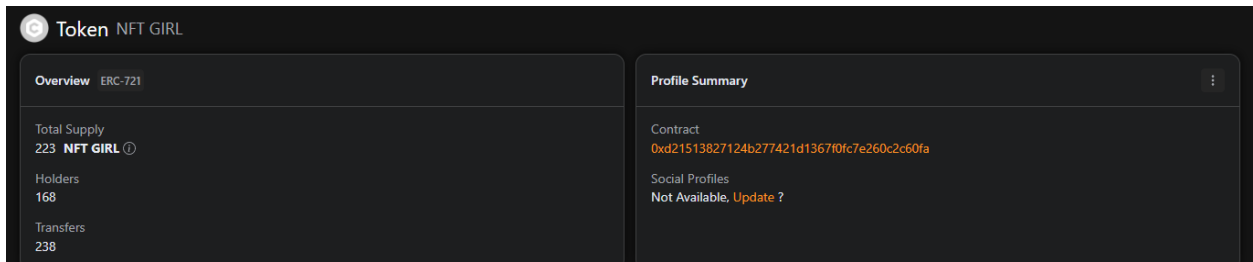 Token NFT GIRL
Overview ERC-721
Total Supply
223 NFT GIRL
Holders
168
Transfers
238
Profile Summary
Contract
0xd21513827124b277421d1367f0fc7e260c2c60fa
Social Profiles
Not Available, Update ?